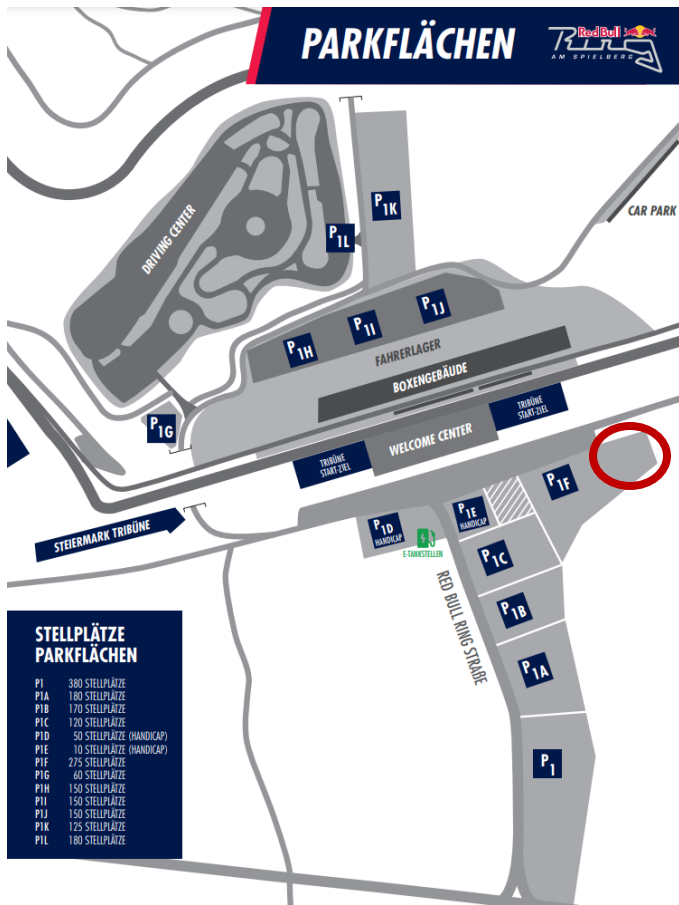 PARKFLÄCHEN
Red Bull
Ring
AM SPIELBERG
CAR PARK
P1K
DRIVING CENTER
P1L
P1J
P1I
P1H
FAHRERLAGER
BOXENGEBÄUDE
P1G
TRIBÜNE
START-ZIEL
WELCOME CENTER
TRIBÜNE
START-ZIEL
P1F
STEIERMARK TRIBÜNE
P1D
HANDICAP
P1E
HANDICAP
E-TANKSTELLEN
P1C
RED BULL RING STRAßE
P1B
P1A
P1
STELLPLÄTZE
PARKFLÄCHEN
P1 380 STELLPLÄTZE
P1A 180 STELLPLÄTZE
P1B 170 STELLPLÄTZE
P1C 120 STELLPLÄTZE
P1D 50 STELLPLÄTZE (HANDICAP)
P1E 10 STELLPLÄTZE (HANDICAP)
P1F 275 STELLPLÄTZE
P1G 60 STELLPLÄTZE
P1H 150 STELLPLÄTZE
P1I 150 STELLPLÄTZE
P1J 150 STELLPLÄTZE
P1K 125 STELLPLÄTZE
P1L 180 STELLPLÄTZE